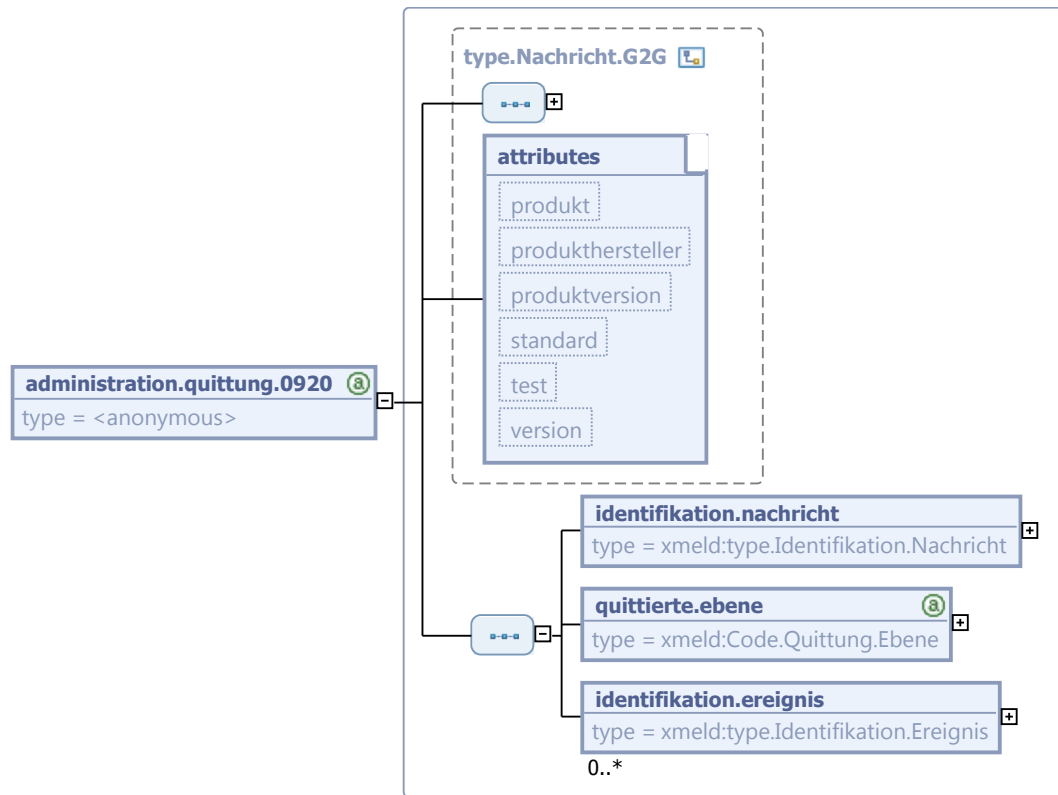 type.Nachricht.G2G
attributes
produkt
produkthersteller
produktversion
standard
test
version
administration.quittung.0920 a
type = <anonymous>
identifikation.nachricht
type = xmeld:type.Identifikation.Nachricht
quittierte.ebene a
type = xmeld:Code.Quittung.Ebene
identifikation.ereignis
type = xmeld:type.Identifikation.Ereignis
0..*